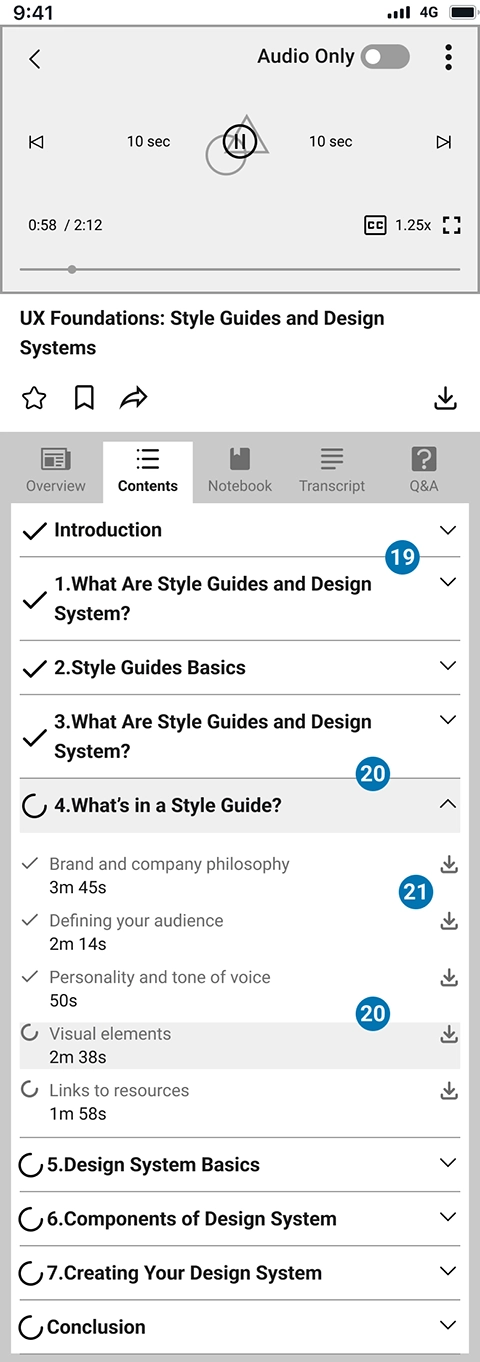 9:41 4G
Audio Only
10 sec 10 sec
0:58 / 2:12 CC 1.25x
UX Foundations: Style Guides and Design
Systems
Overview Contents Notebook Transcript Q&A
Introduction
19
1.What Are Style Guides and Design
System?
2.Style Guides Basics
3.What Are Style Guides and Design
System?
20
4.What's in a Style Guide?
Brand and company philosophy
3m 45s
21
Defining your audience
2m 14s
Personality and tone of voice
50s
20
Visual elements
2m 38s
Links to resources
1m 58s
5.Design System Basics
6.Components of Design System
7.Creating Your Design System
Conclusion